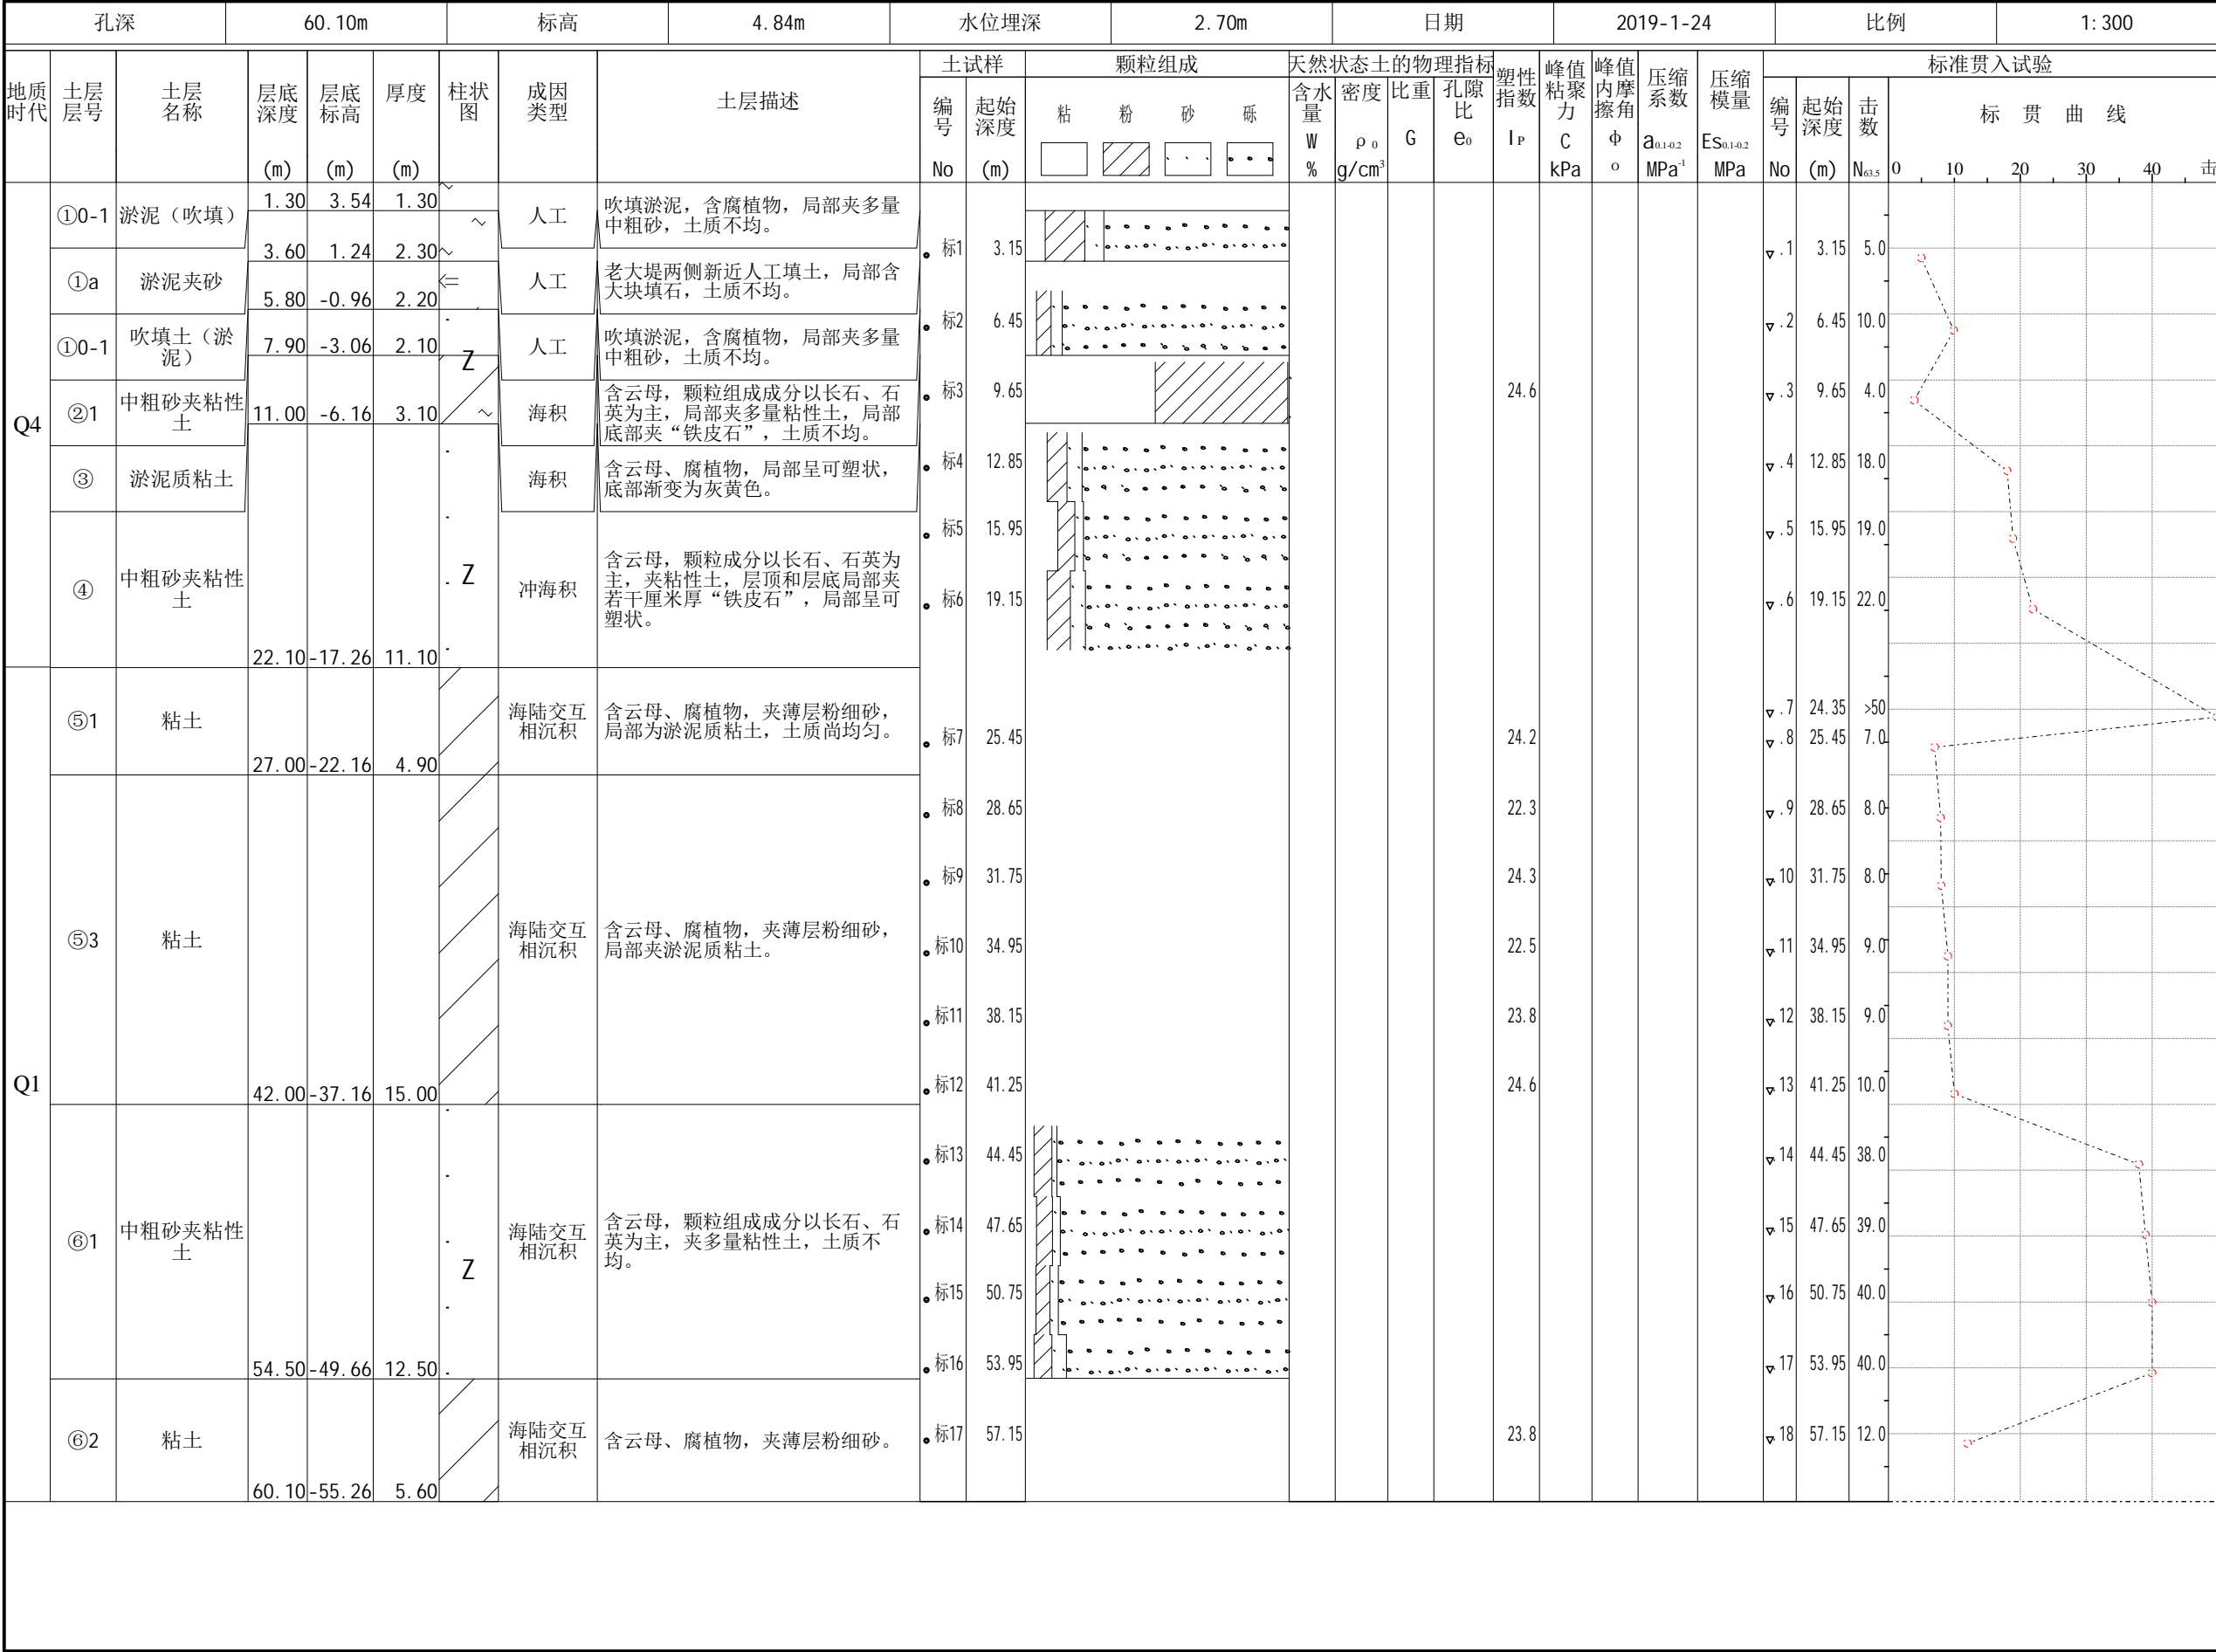 孔深 60.10m 标高 4.84m 水位埋深 2.70m 日期 2019-1-24 比例 1:300
地质时代 土层层号 土层名称 层底深度 (m) 层底标高 (m) 厚度 (m) 柱状图 成因类型 土层描述
土试样 编号 No 起始深度 (m)
颗粒组成 粘 粉 砂 砾
天然状态土的物理指标 含水量 W % 密度 ρ0 g/cm³ 比重 G 孔隙比 e0
塑性指数 IP 峰值粘聚力 C kPa 峰值内摩擦角 φ ° 压缩系数 a0.1-0.2 MPa-1 压缩模量 Es0.1-0.2 MPa
标准贯入试验 编号 No 起始深度 (m) 击数 N63.5 标贯曲线
0 10 20 30 40 击
Q4
①0-1 淤泥（吹填） 1.30 3.54 1.30 人工
吹填淤泥，含腐植物，局部夹多量
中粗砂，土质不均。
①a 淤泥夹砂 3.60 1.24 2.30 人工
老大堤两侧新近人工填土，局部含
大块填石，土质不均。
①0-1 吹填土（淤
泥） 5.80 -0.96 2.20 人工
吹填淤泥，含腐植物，局部夹多量
中粗砂，土质不均。
②1 中粗砂夹粘性
土 7.90 -3.06 2.10 Z 海积
含云母，颗粒组成成分以长石、石
英为主，局部夹多量粘性土，局部
底部夹“铁皮石”，土质不均。
③ 淤泥质粘土 11.00 -6.16 3.10 海积
含云母、腐植物，局部呈可塑状，
底部渐变为灰黄色。
④ 中粗砂夹粘性
土 22.10 -17.26 11.10 Z 冲海积
含云母，颗粒成分以长石、石英为
主，夹粘性土，层顶和层底局部夹
若干厘米厚“铁皮石”，局部呈可
塑状。
Q1
⑤1 粘土 27.00 -22.16 4.90 海陆交互
相沉积
含云母、腐植物，夹薄层粉细砂，
局部为淤泥质粘土，土质尚均匀。
⑤3 粘土 42.00 -37.16 15.00 海陆交互
相沉积
含云母、腐植物，夹薄层粉细砂，
局部夹淤泥质粘土。
⑥1 中粗砂夹粘性
土 54.50 -49.66 12.50 Z 海陆交互
相沉积
含云母，颗粒组成成分以长石、石
英为主，夹多量粘性土，土质不
均。
⑥2 粘土 60.10 -55.26 5.60 海陆交互
相沉积
含云母、腐植物，夹薄层粉细砂。
标1 3.15 .1 3.15 5.0
标2 6.45 .2 6.45 10.0
标3 9.65 24.6 .3 9.65 4.0
标4 12.85 .4 12.85 18.0
标5 15.95 .5 15.95 19.0
标6 19.15 .6 19.15 22.0
.7 24.35 >50
标7 25.45 24.2 .8 25.45 7.0
标8 28.65 22.3 .9 28.65 8.0
标9 31.75 24.3 10 31.75 8.0
标10 34.95 22.5 11 34.95 9.0
标11 38.15 23.8 12 38.15 9.0
标12 41.25 24.6 13 41.25 10.0
标13 44.45 14 44.45 38.0
标14 47.65 15 47.65 39.0
标15 50.75 16 50.75 40.0
标16 53.95 17 53.95 40.0
标17 57.15 23.8 18 57.15 12.0